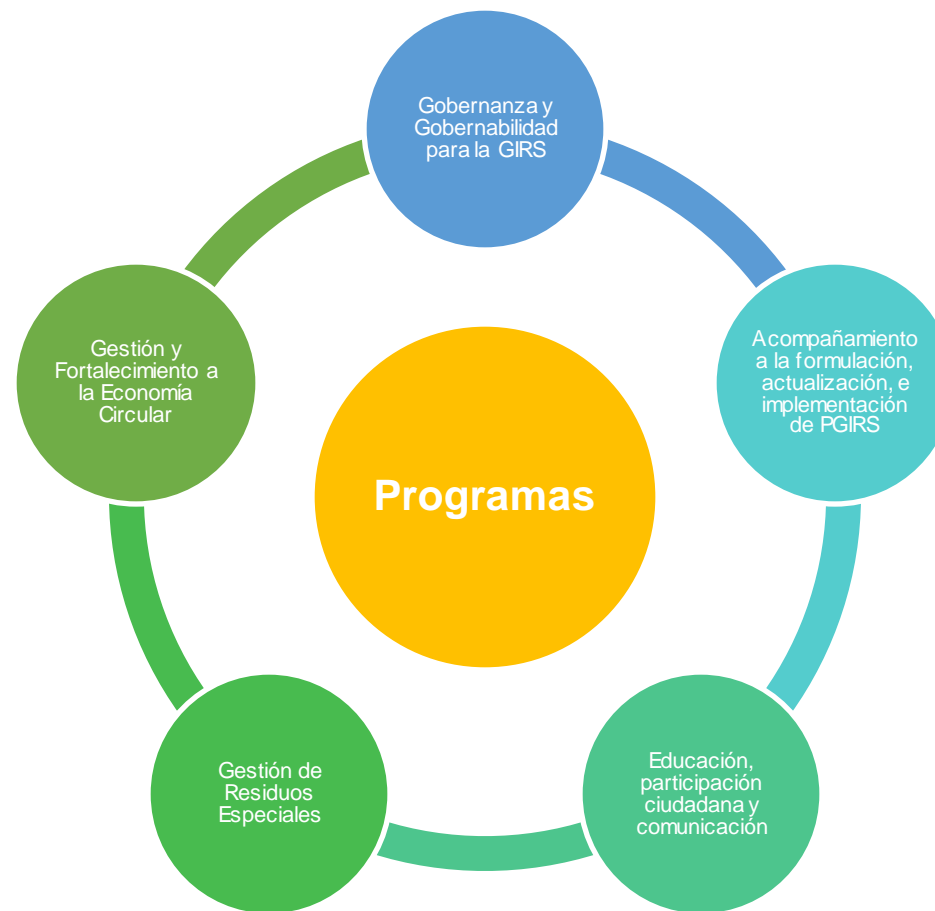 Gobernanza y
Gobernabilidad
para la GIRS
Acompañamiento
a la formulación,
actualización, e
implementación
de PGIRS
Educación,
participación
ciudadana y
comunicación
Gestión de
Residuos
Especiales
Gestión y
Fortalecimiento a
la Economía
Circular
Programas